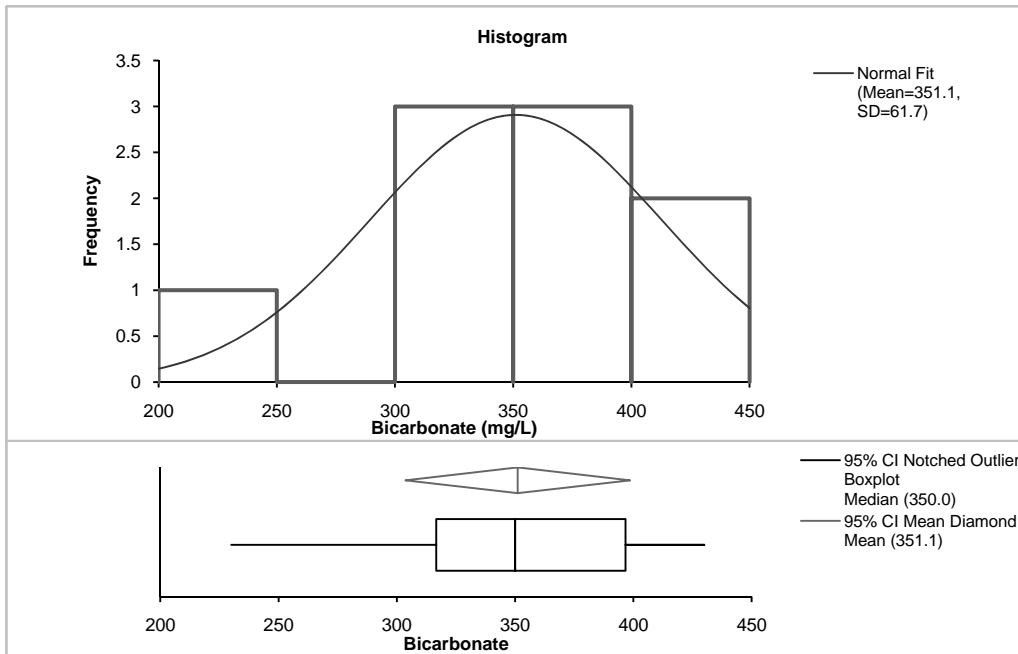 Histogram
3.5
3
2.5
2
1.5
1
0.5
0
Frequency
200 250 300 350 400 450
Bicarbonate (mg/L)
Normal Fit
(Mean=351.1,
SD=61.7)
95% CI Notched Outlier
Boxplot
Median (350.0)
95% CI Mean Diamond
Mean (351.1)
200 250 300 350 400 450
Bicarbonate